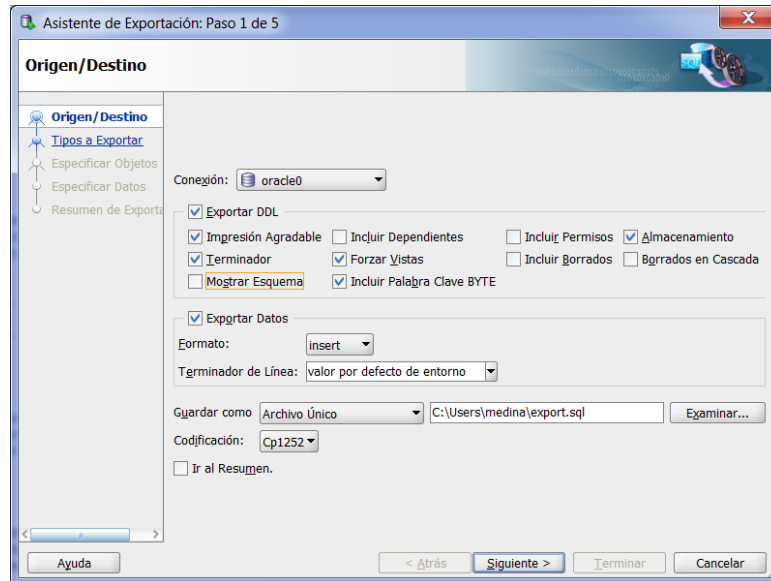 Asistente de Exportación: Paso 1 de 5
Origen/Destino
SQL
Origen/Destino
Tipos a Exportar
Especificar Objetos
Especificar Datos
Resumen de Exporta
Conexión: oracle0
Exportar DDL
Impresión Agradable Incluir Dependientes Incluir Permisos Almacenamiento
Terminador Forzar Vistas Incluir Borrados Borrados en Cascada
Mostrar Esquema Incluir Palabra Clave BYTE
Exportar Datos
Formato: insert
Terminador de Línea: valor por defecto de entorno
Guardar como Archivo Único C:\Users\medina\export.sql Examinar...
Codificación: Cp1252
Ir al Resumen.
Ayuda < Atrás Siguiente > Terminar Cancelar